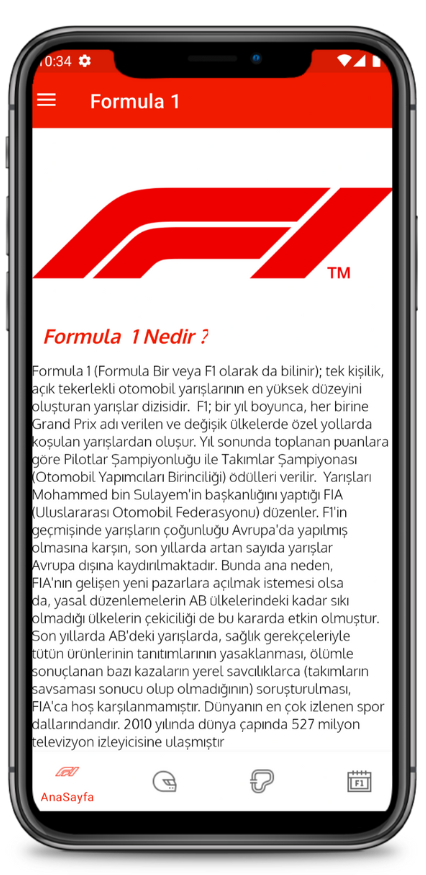 0:34
Formula 1
F1
TM
Formula 1 Nedir ?
Formula 1 (Formula Bir veya F1 olarak da bilinir); tek kişilik,
açık tekerlekli otomobil yarışlarının en yüksek düzeyini
oluşturan yarışlar dizisidir. F1; bir yıl boyunca, her birine
Grand Prix adı verilen ve değişik ülkelerde özel yollarda
koşulan yarışlardan oluşur. Yıl sonunda toplanan puanlara
göre Pilotlar Şampiyonluğu ile Takımlar Şampiyonası
(Otomobil Yapımcıları Birinciliği) ödülleri verilir. Yarışları
Mohammed bin Sulayem'in başkanlığını yaptığı FIA
(Uluslararası Otomobil Federasyonu) düzenler. F1'in
geçmişinde yarışların çoğunluğu Avrupa'da yapılmış
olmasına karşın, son yıllarda artan sayıda yarışlar
Avrupa dışına kaydırılmaktadır. Bunda ana neden,
FIA'nın gelişen yeni pazarlara açılmak istemesi olsa
da, yasal düzenlemelerin AB ülkelerindeki kadar sıkı
olmadığı ülkelerin çekiciliği de bu kararda etkin olmuştur.
Son yıllarda AB'deki yarışlarda, sağlık gerekçeleriyle
tütün ürünlerinin tanıtımlarının yasaklanması, ölümle
sonuçlanan bazı kazaların yerel savcılıklarca (takımların
savsaması sonucu olup olmadığının) soruşturulması,
FIA'ca hoş karşılanmamıştır. Dünyanın en çok izlenen spor
dallarındandır. 2010 yılında dünya çapında 527 milyon
televizyon izleyicisine ulaşmıştır
F1
AnaSayfa
F1